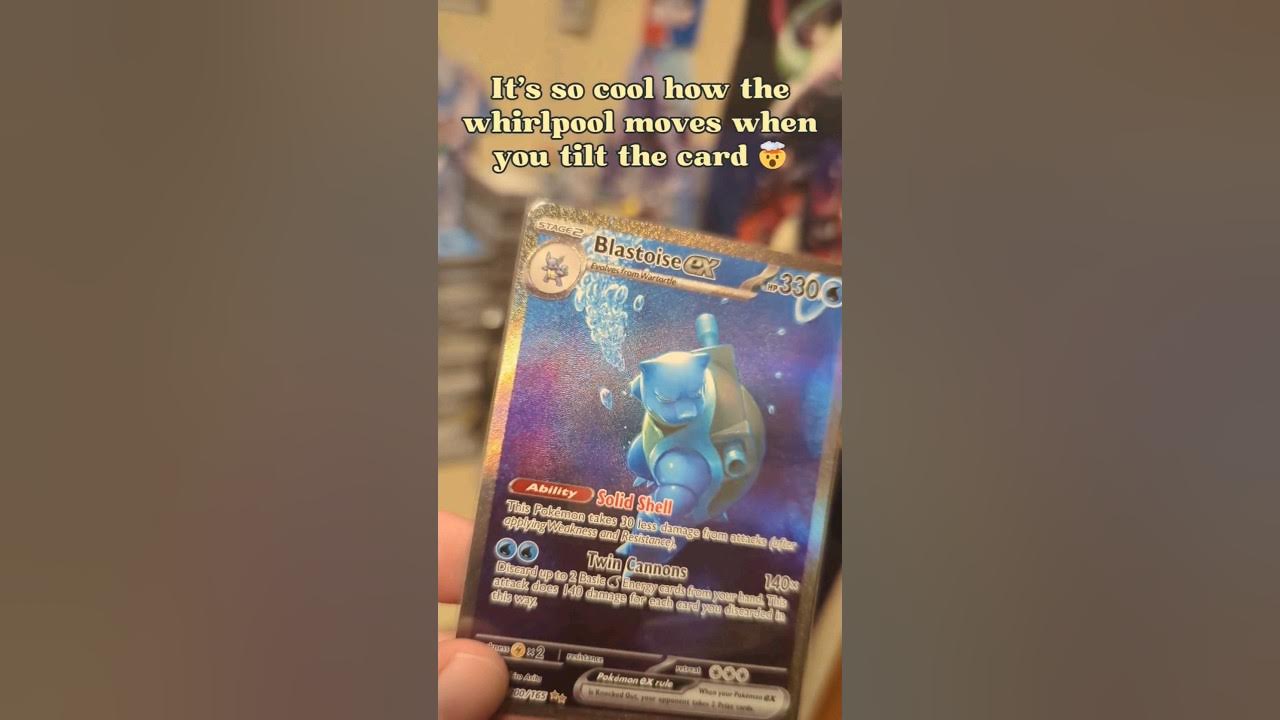 It's so cool how the
whirlpool moves when
you tilt the card 🤯
STAGE 2
Blastoise ex
HP 330
Evolves from Wartortle
Ability Solid Shell
This Pokémon takes 30 less damage from attacks (after
applying Weakness and Resistance).
Twin Cannons 140×
Discard up to 2 Basic Energy cards from your hand. This
attack does 140 damage for each card you discarded in
this way.
×2 resistance retreat
Pokémon ex rule
When your Pokémon ex
is Knocked Out, your opponent takes 2 Prize cards.
/165